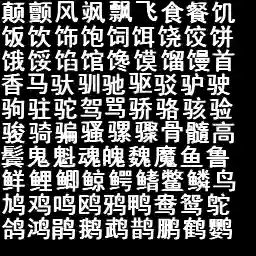 颠颤风飒飘飞食餐饥
饭饮饰饱饲饵饶饺饼
饿馁馅馆馋馍馏馒首
香马驮驯驰驱驳驴驶
驹驻驼驾骂骄骆骇验
骏骑骗骚骡骤骨髓高
鬓鬼魁魂魄魏魔鱼鲁
鲜鲤鲫鲸鳄鳍鳖鳞鸟
鸠鸡鸣鸥鸦鸭鸯鸳鸵
鸽鸿鹃鹅鹉鹊鹏鹤鹦